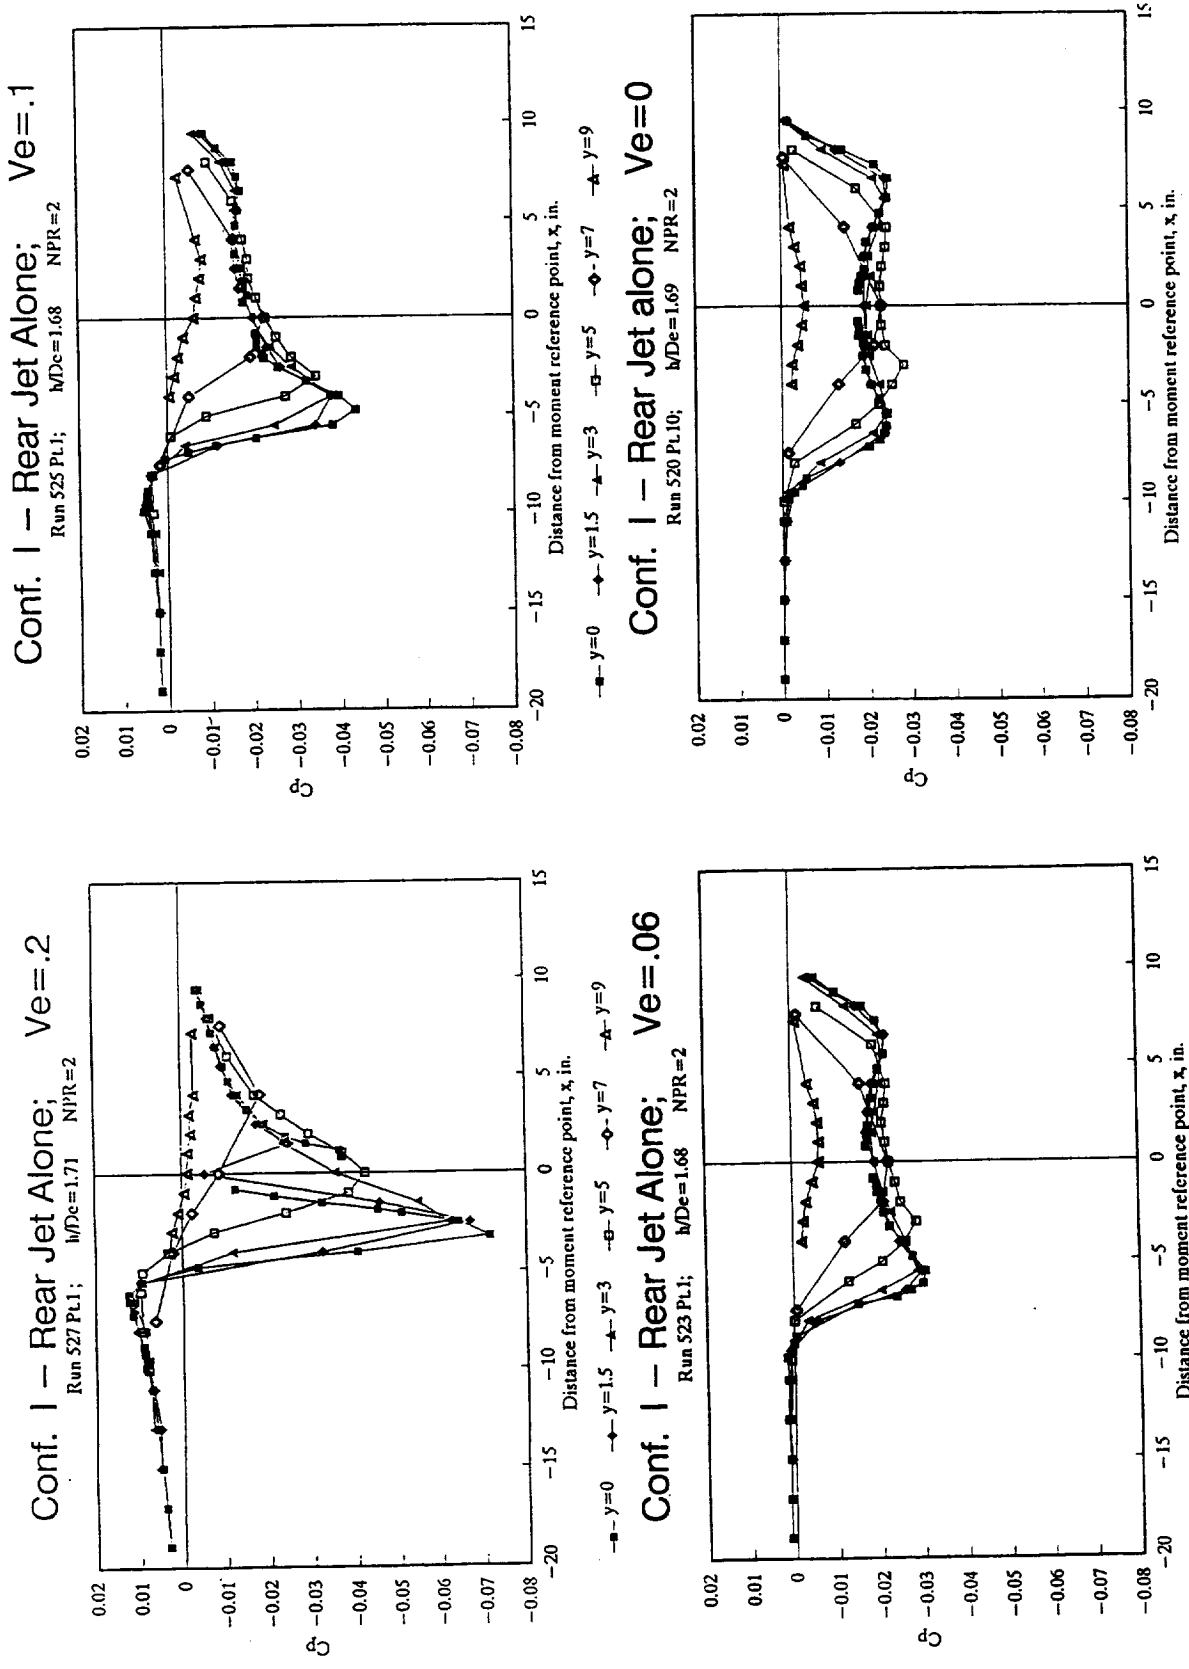 Conf. I – Rear Jet Alone; Ve=.2
Run 527 Pt.1; h/De=1.71 NPR=2
0.02
0.01
0
−0.01
−0.02
−0.03
−0.04
−0.05
−0.06
−0.07
−0.08
Cp
−20 −15 −10 −5 0 5 10 15
Distance from moment reference point, x, in.
y=0 y=1.5 y=3 y=5 y=7 y=9
Conf. I – Rear Jet Alone; Ve=.1
Run 525 Pt.1; h/De=1.68 NPR=2
0.02
0.01
0
−0.01
−0.02
−0.03
−0.04
−0.05
−0.06
−0.07
−0.08
Cp
−20 −15 −10 −5 0 5 10 15
Distance from moment reference point, x, in.
y=0 y=1.5 y=3 y=5 y=7 y=9
Conf. I – Rear Jet Alone; Ve=.06
Run 523 Pt.1; h/De=1.68 NPR=2
0.02
0.01
0
−0.01
−0.02
−0.03
−0.04
−0.05
−0.06
−0.07
−0.08
Cp
−20 −15 −10 −5 0 5 10 15
Distance from moment reference point, x, in.
Conf. I – Rear Jet alone; Ve=0
Run 520 Pt.10; h/De=1.69 NPR=2
0.02
0.01
0
−0.01
−0.02
−0.03
−0.04
−0.05
−0.06
−0.07
−0.08
Cp
−20 −15 −10 −5 0 5 10 15
Distance from moment reference point, x, in.